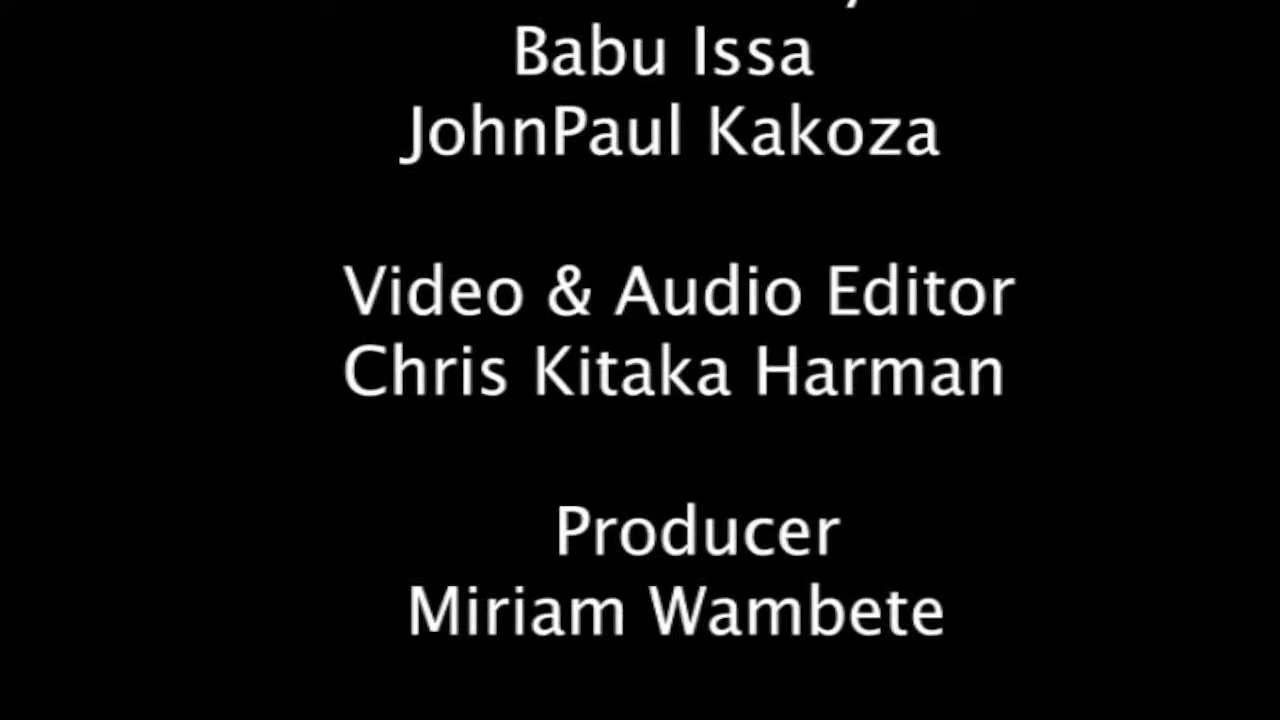 Babu Issa
JohnPaul Kakoza
Video & Audio Editor
Chris Kitaka Harman
Producer
Miriam Wambete